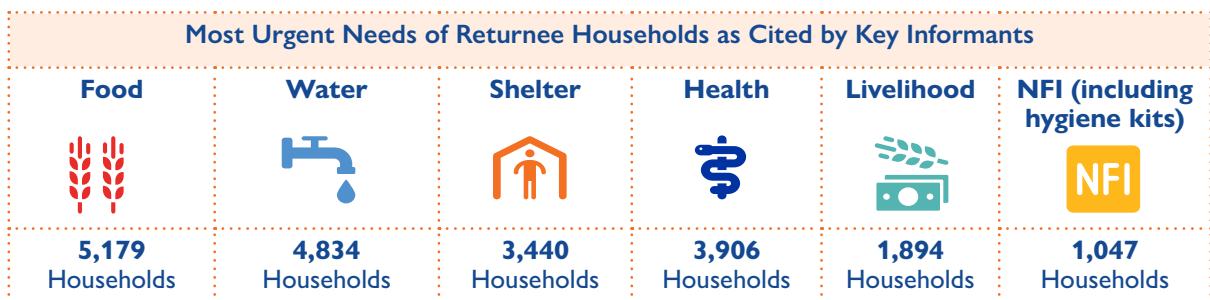 Most Urgent Needs of Returnee Households as Cited by Key Informants
Food
Water
Shelter
Health
Livelihood
NFI (including
hygiene kits)
NFI
5,179
Households
4,834
Households
3,440
Households
3,906
Households
1,894
Households
1,047
Households